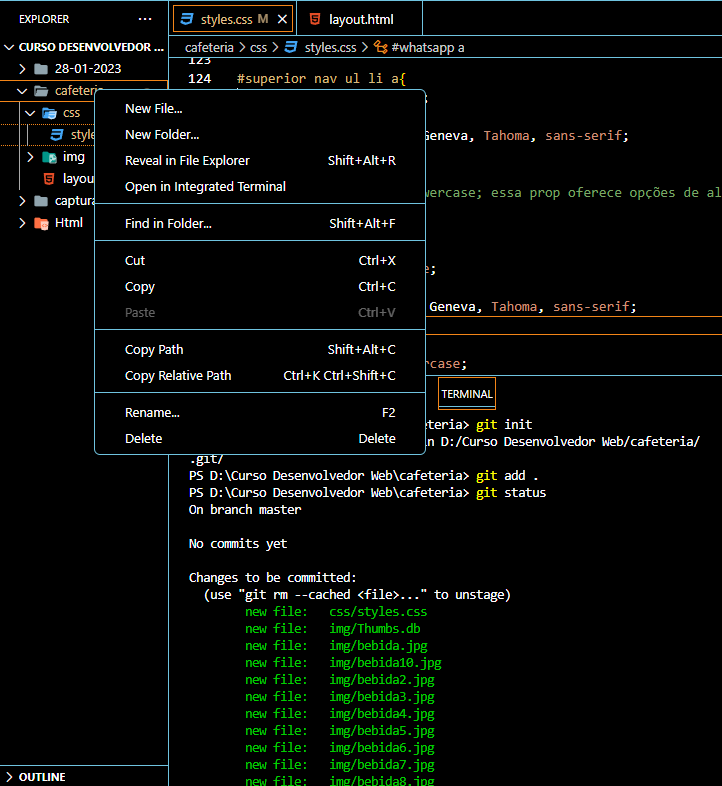 EXPLORER
···
styles.css M
layout.html
CURSO DESENVOLVEDOR ...
cafeteria > css > styles.css > #whatsapp a
28-01-2023
cafeteria
css
style
img
layou
captura
Html
123
124 #superior nav ul li a{
;
Geneva, Tahoma, sans-serif;
wercase; essa prop oferece opções de al
e;
Geneva, Tahoma, sans-serif;
rcase;
New File...
New Folder...
Reveal in File Explorer Shift+Alt+R
Open in Integrated Terminal
Find in Folder... Shift+Alt+F
Cut Ctrl+X
Copy Ctrl+C
Paste Ctrl+V
Copy Path Shift+Alt+C
Copy Relative Path Ctrl+K Ctrl+Shift+C
Rename... F2
Delete Delete
TERMINAL
eteria> git init
in D:/Curso Desenvolvedor Web/cafeteria/
.git/
PS D:\Curso Desenvolvedor Web\cafeteria> git add .
PS D:\Curso Desenvolvedor Web\cafeteria> git status
On branch master
No commits yet
Changes to be committed:
(use "git rm --cached <file>..." to unstage)
new file: css/styles.css
new file: img/Thumbs.db
new file: img/bebida.jpg
new file: img/bebida10.jpg
new file: img/bebida2.jpg
new file: img/bebida3.jpg
new file: img/bebida4.jpg
new file: img/bebida5.jpg
new file: img/bebida6.jpg
new file: img/bebida7.jpg
new file: img/bebida8.jpg
OUTLINE